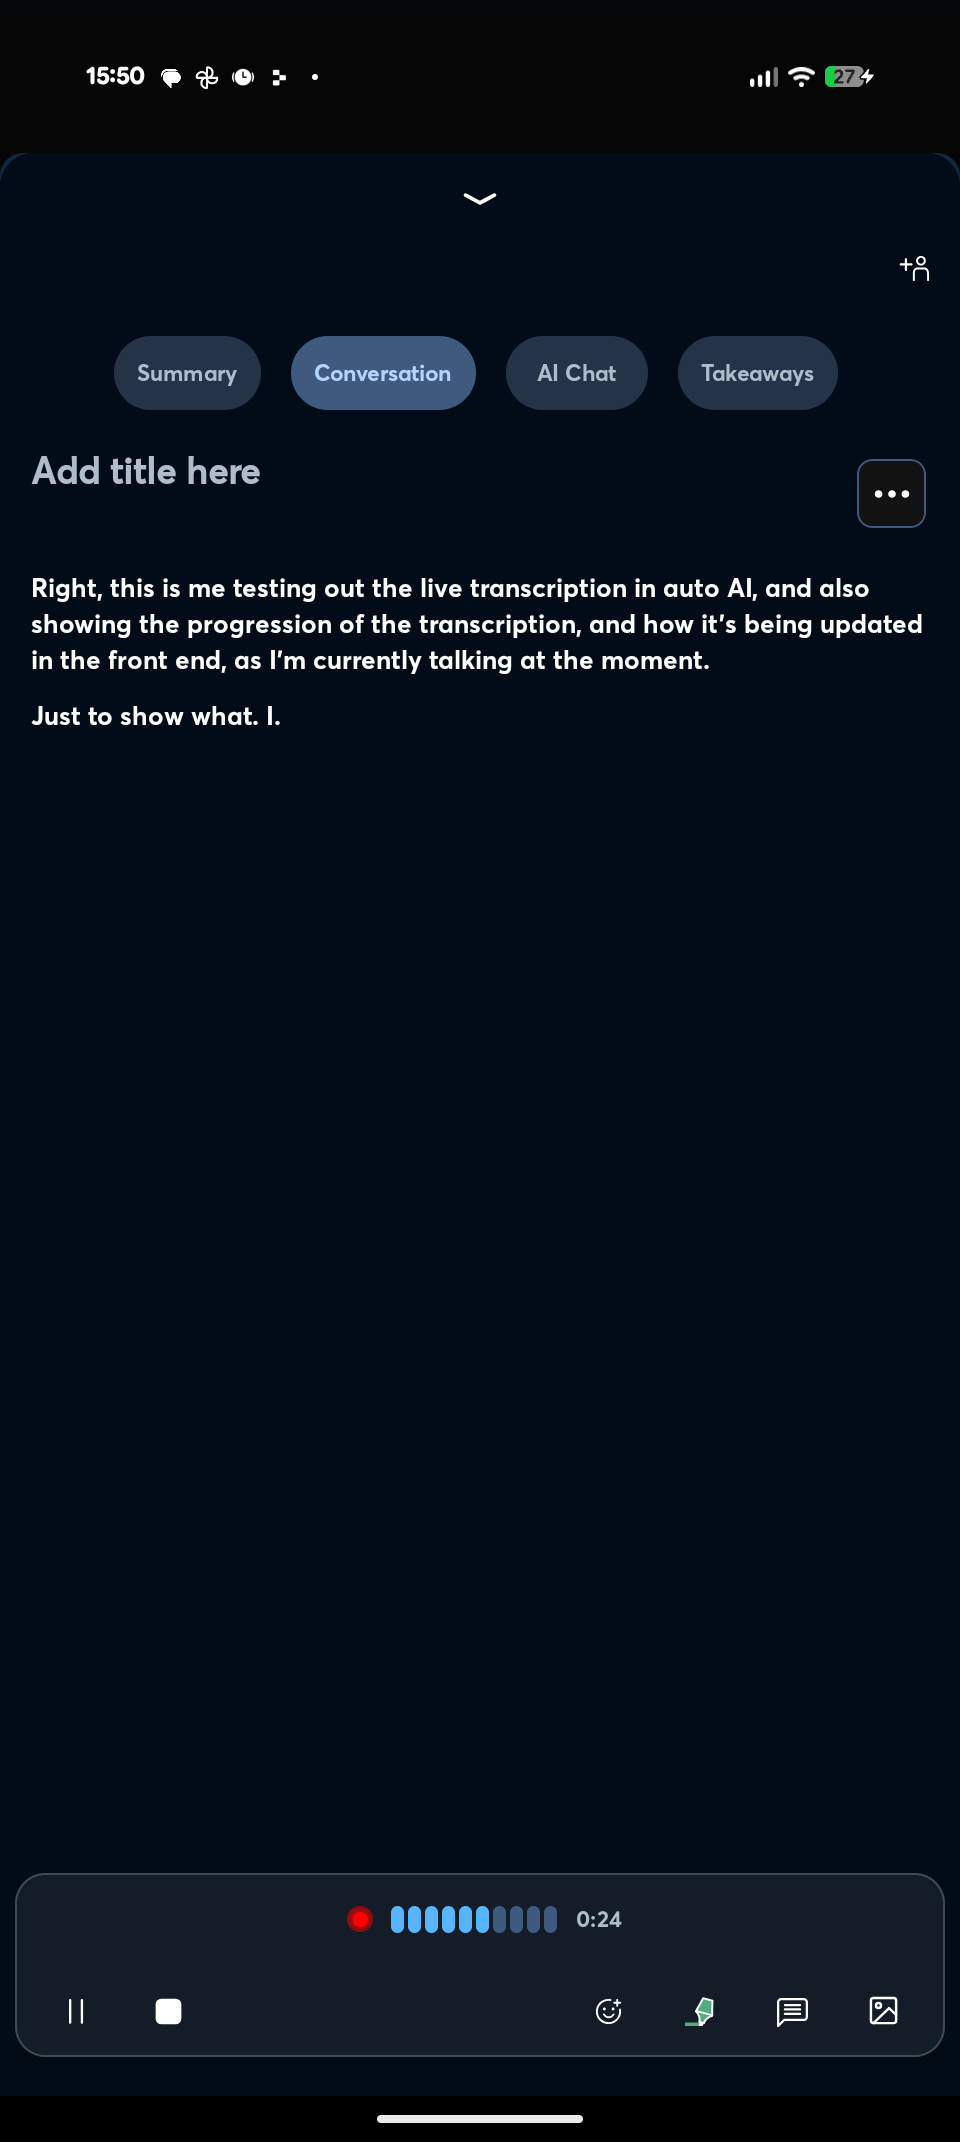 15:50
27
Summary
Conversation
AI Chat
Takeaways
Add title here
Right, this is me testing out the live transcription in auto AI, and also
showing the progression of the transcription, and how it's being updated
in the front end, as I'm currently talking at the moment.
Just to show what. I.
0:24